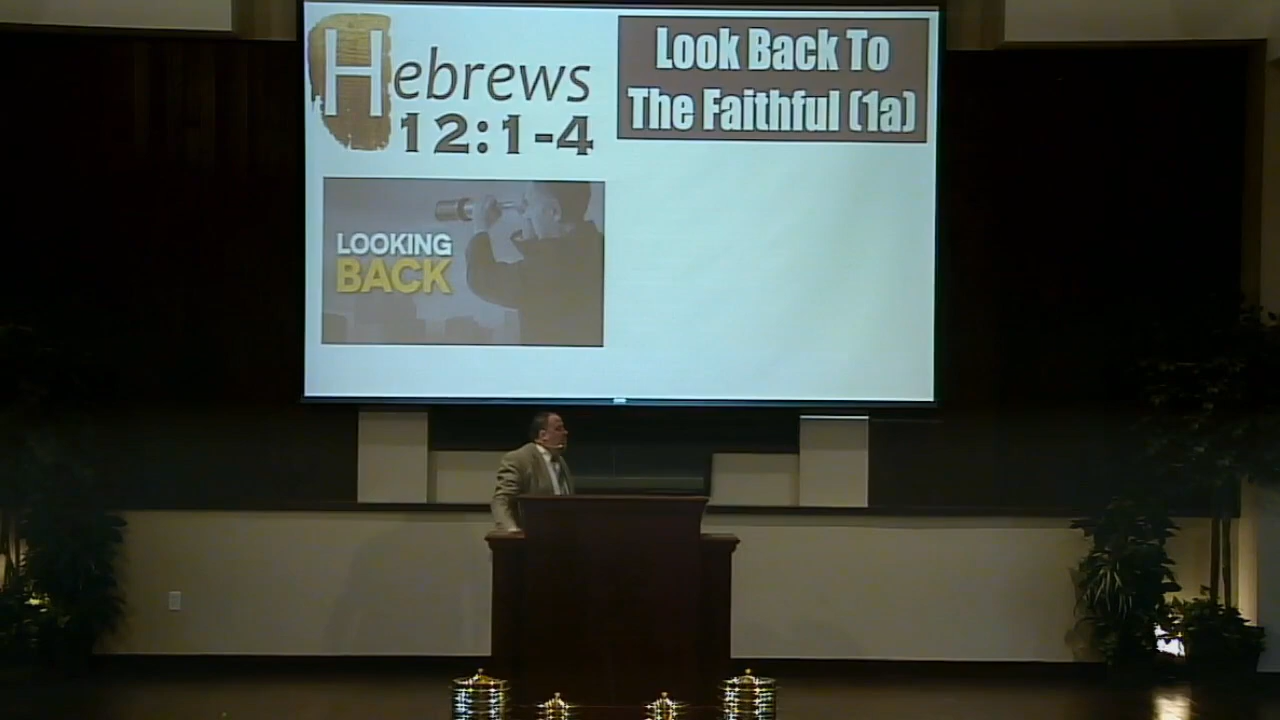 Hebrews
12:1-4
Look Back To
The Faithful (1a)
LOOKING
BACK